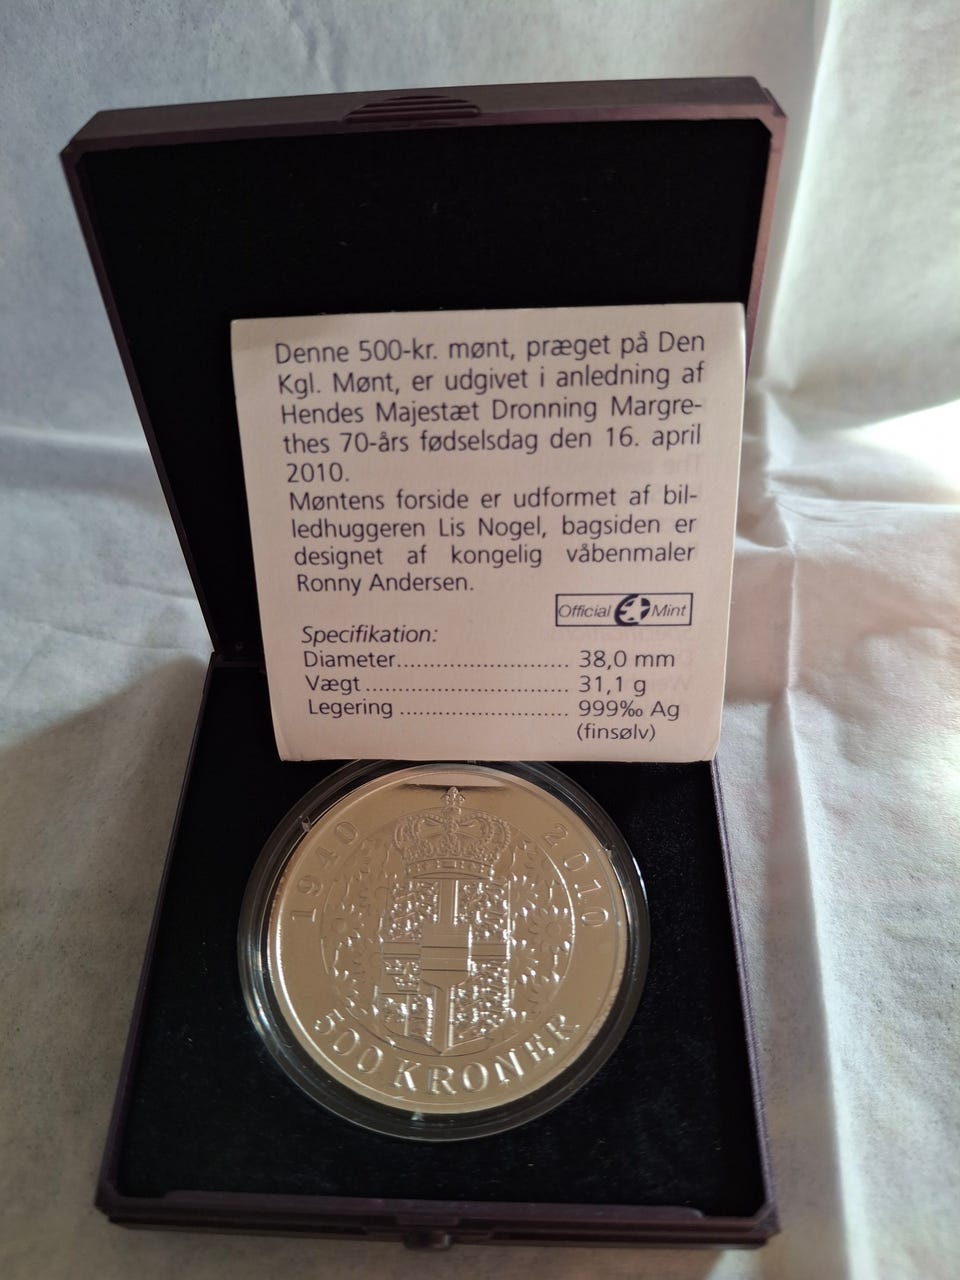 Denne 500-kr. mønt, præget på Den
Kgl. Mønt, er udgivet i anledning af
Hendes Majestæt Dronning Margre-
thes 70-års fødselsdag den 16. april
2010.
Møntens forside er udformet af bil-
ledhuggeren Lis Nogel, bagsiden er
designet af kongelig våbenmaler
Ronny Andersen.
Official Mint
Specifikation:
Diameter.......................... 38,0 mm
Vægt ............................... 31,1 g
Legering .......................... 999‰ Ag
(finsølv)
1940 2010
500 KRONER